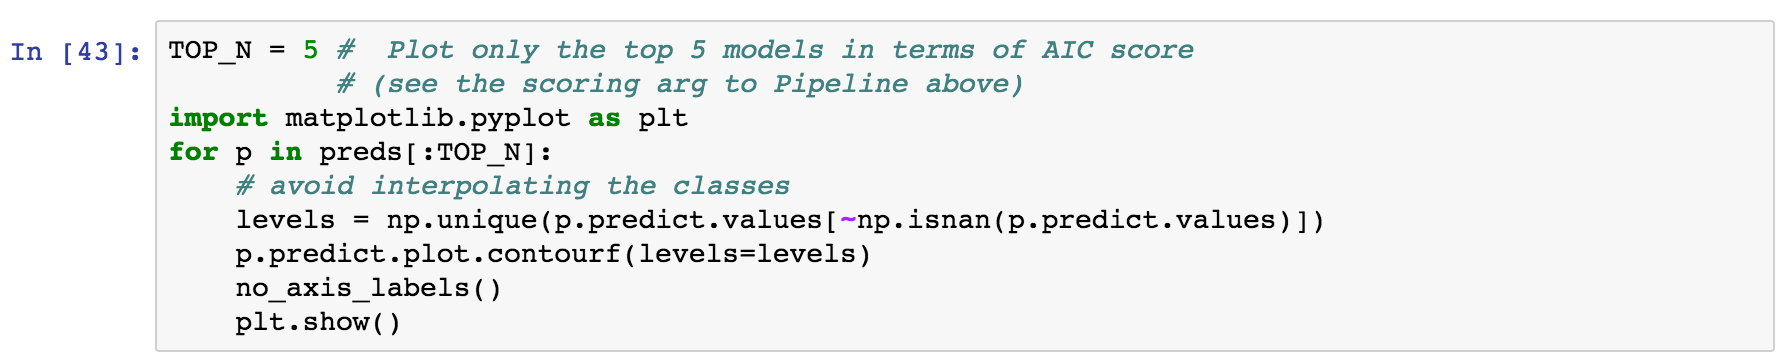 In [43]: TOP_N = 5 #  Plot only the top 5 models in terms of AIC score
          # (see the scoring arg to Pipeline above)
import matplotlib.pyplot as plt
for p in preds[:TOP_N]:
    # avoid interpolating the classes
    levels = np.unique(p.predict.values[~np.isnan(p.predict.values)])
    p.predict.plot.contourf(levels=levels)
    no_axis_labels()
    plt.show()